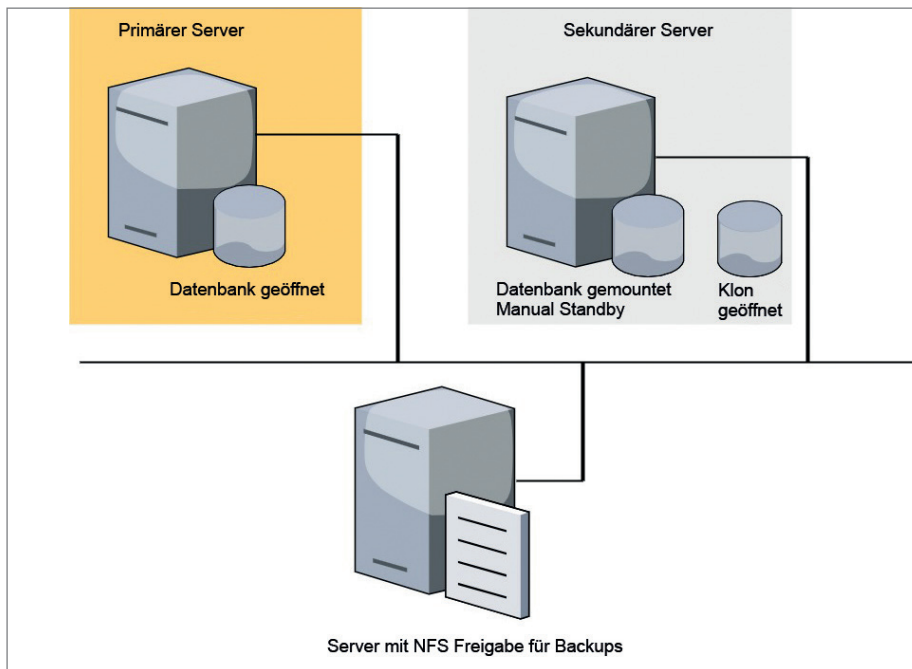 Primärer Server
Sekundärer Server
Datenbank geöffnet
Datenbank gemountet
Manual Standby
Klon
geöffnet
Server mit NFS Freigabe für Backups